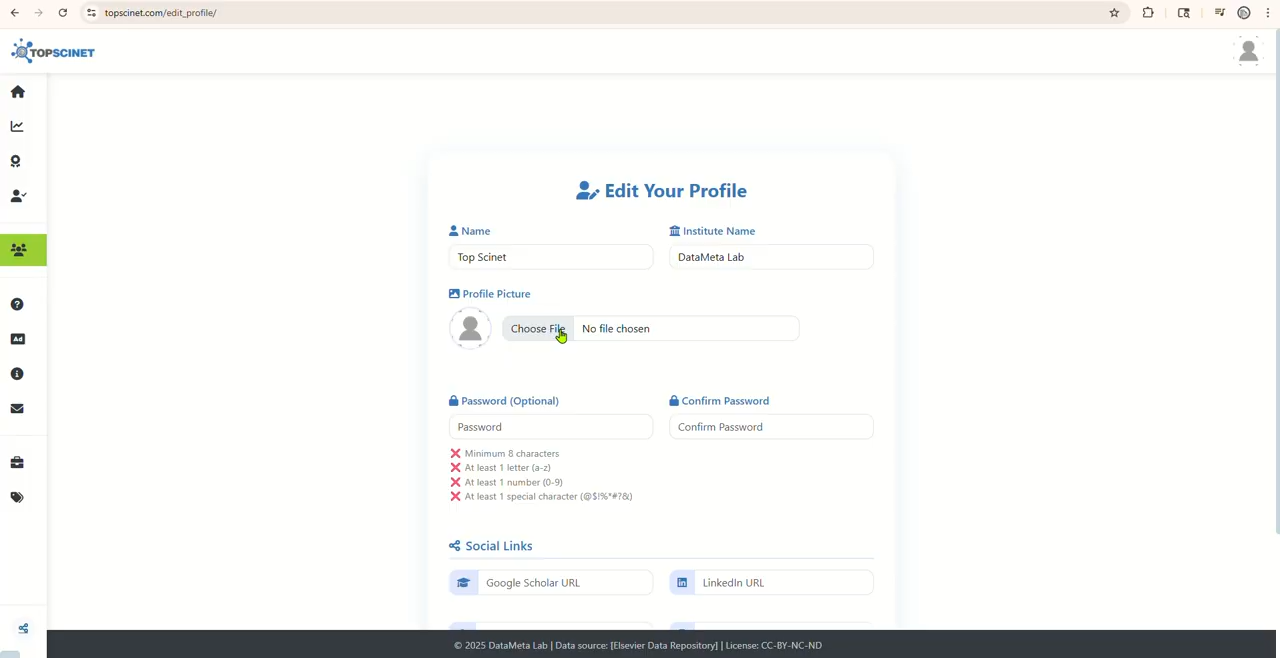 topscinet.com/edit_profile/
TOPSCINET
Edit Your Profile
Name
Institute Name
Top Scinet
DataMeta Lab
Profile Picture
Choose File
No file chosen
Password (Optional)
Confirm Password
Password
Confirm Password
Minimum 8 characters
At least 1 letter (a-z)
At least 1 number (0-9)
At least 1 special character (@$!%*#?&)
Social Links
Google Scholar URL
LinkedIn URL
Ad
© 2025 DataMeta Lab | Data source: [Elsevier Data Repository] | License: CC-BY-NC-ND